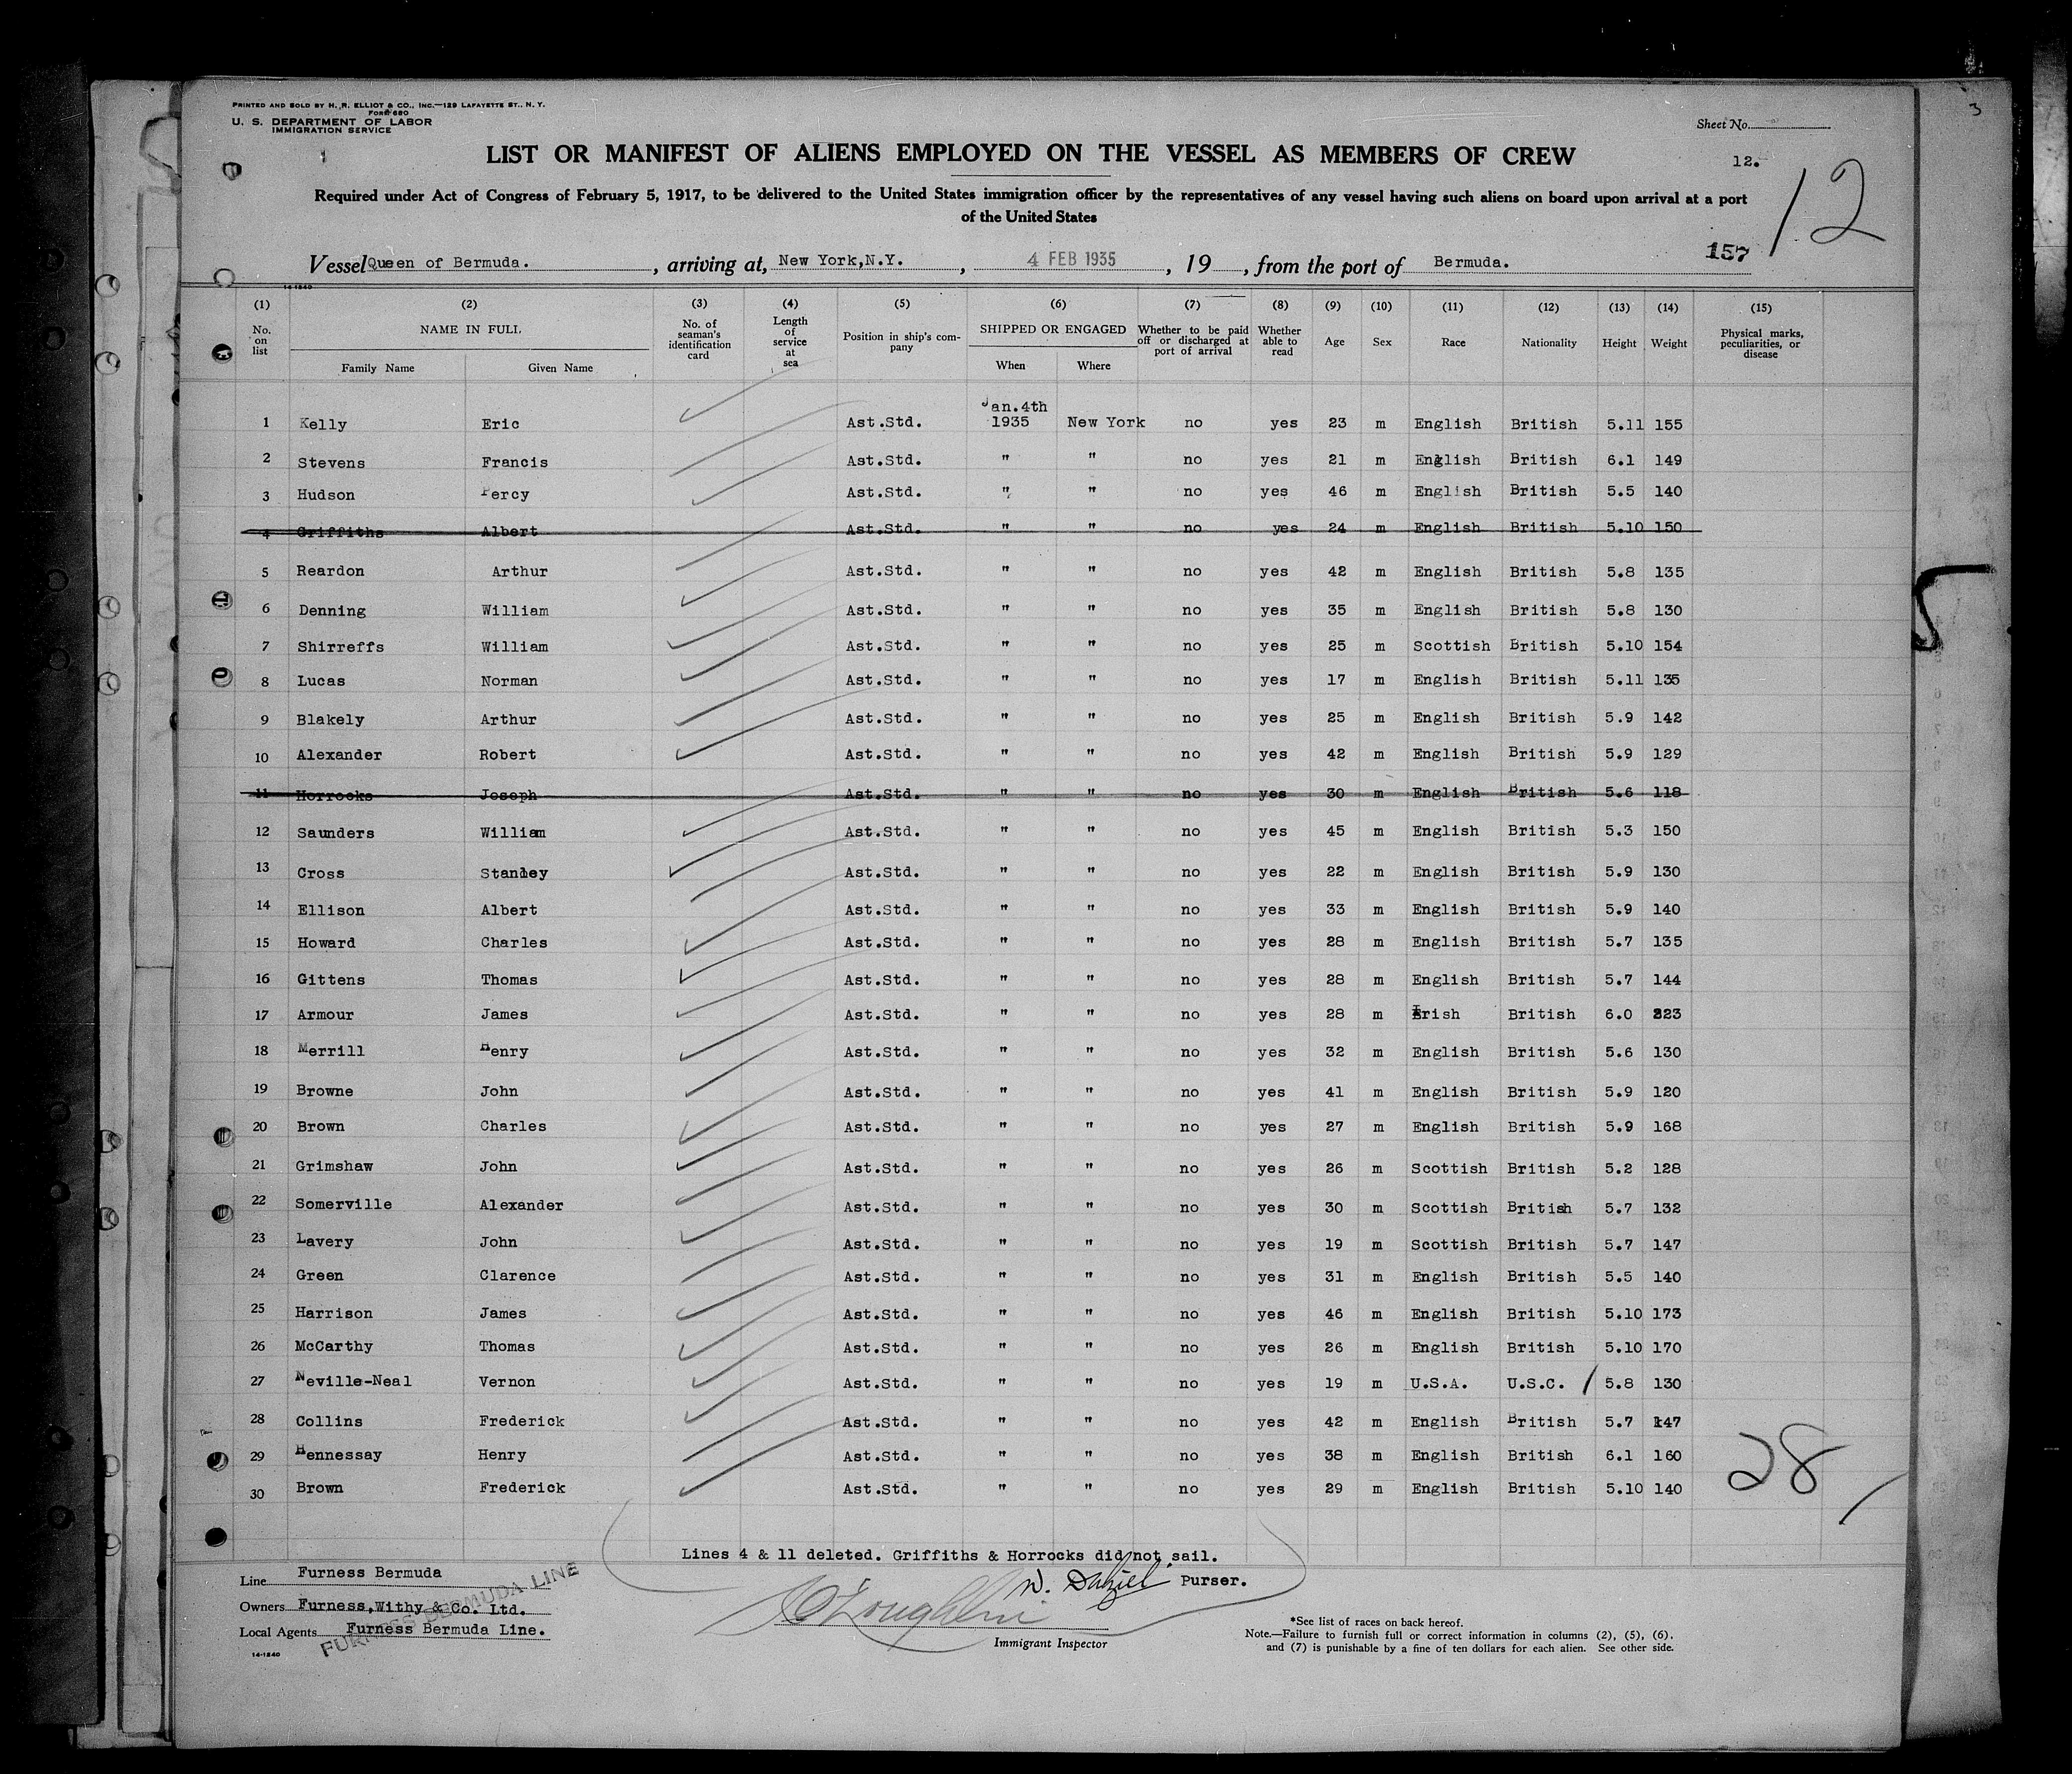 PRINTED AND SOLD BY H. R. ELLIOT & CO., INC.—129 LAFAYETTE ST., N. Y.
FORM 680
U. S. DEPARTMENT OF LABOR
IMMIGRATION SERVICE
Sheet No.
3
LIST OR MANIFEST OF ALIENS EMPLOYED ON THE VESSEL AS MEMBERS OF CREW
12.
12
Required under Act of Congress of February 5, 1917, to be delivered to the United States immigration officer by the representatives of any vessel having such aliens on board upon arrival at a port
of the United States
157
Vessel Queen of Bermuda. , arriving at, New York,N.Y. , 4 FEB 1935 , 19 , from the port of Bermuda.
14-1240
(1) (2) (3) (4) (5) (6) (7) (8) (9) (10) (11) (12) (13) (14) (15)
No. on list NAME IN FULL Family Name Given Name No. of seaman's identification card Length of service at sea Position in ship's company SHIPPED OR ENGAGED When Where Whether to be paid off or discharged at port of arrival Whether able to read Age Sex Race Nationality Height Weight Physical marks, peculiarities, or disease
1 Kelly Eric Ast.Std. Jan.4th 1935 New York no yes 23 m English British 5.11 155
2 Stevens Francis Ast.Std. " " no yes 21 m English British 6.1 149
3 Hudson Percy Ast.Std. " " no yes 46 m English British 5.5 140
4 Griffiths Albert Ast.Std. " " no yes 24 m English British 5.10 150
5 Reardon Arthur Ast.Std. " " no yes 42 m English British 5.8 135
6 Denning William Ast.Std. " " no yes 35 m English British 5.8 130
7 Shirreffs William Ast.Std. " " no yes 25 m Scottish British 5.10 154
8 Lucas Norman Ast.Std. " " no yes 17 m English British 5.11 135
9 Blakely Arthur Ast.Std. " " no yes 25 m English British 5.9 142
10 Alexander Robert Ast.Std. " " no yes 42 m English British 5.9 129
11 Horrocks Joseph Ast.Std. " " no yes 30 m English British 5.6 118
12 Saunders William Ast.Std. " " no yes 45 m English British 5.3 150
13 Cross Stanley Ast.Std. " " no yes 22 m English British 5.9 130
14 Ellison Albert Ast.Std. " " no yes 33 m English British 5.9 140
15 Howard Charles Ast.Std. " " no yes 28 m English British 5.7 135
16 Gittens Thomas Ast.Std. " " no yes 28 m English British 5.7 144
17 Armour James Ast.Std. " " no yes 28 m Irish British 6.0 223
18 Merrill Henry Ast.Std. " " no yes 32 m English British 5.6 130
19 Browne John Ast.Std. " " no yes 41 m English British 5.9 120
20 Brown Charles Ast.Std. " " no yes 27 m English British 5.9 168
21 Grimshaw John Ast.Std. " " no yes 26 m Scottish British 5.2 128
22 Somerville Alexander Ast.Std. " " no yes 30 m Scottish British 5.7 132
23 Lavery John Ast.Std. " " no yes 19 m Scottish British 5.7 147
24 Green Clarence Ast.Std. " " no yes 31 m English British 5.5 140
25 Harrison James Ast.Std. " " no yes 46 m English British 5.10 173
26 McCarthy Thomas Ast.Std. " " no yes 26 m English British 5.10 170
27 Neville-Neal Vernon Ast.Std. " " no yes 19 m U.S.A. U.S.C. / 5.8 130
28 Collins Frederick Ast.Std. " " no yes 42 m English British 5.7 147
29 Hennessay Henry Ast.Std. " " no yes 38 m English British 6.1 160
30 Brown Frederick Ast.Std. " " no yes 29 m English British 5.10 140
28
Lines 4 & 11 deleted. Griffiths & Horrocks did not sail.
Line Furness Bermuda
Owners Furness,Withy & Co. Ltd.
Local Agents Furness Bermuda Line.
FURNESS BERMUDA LINE
14-1240
W. Dalziel Purser.
O'Loughlin
Immigrant Inspector
*See list of races on back hereof.
Note.—Failure to furnish full or correct information in columns (2), (5), (6),
and (7) is punishable by a fine of ten dollars for each alien. See other side.